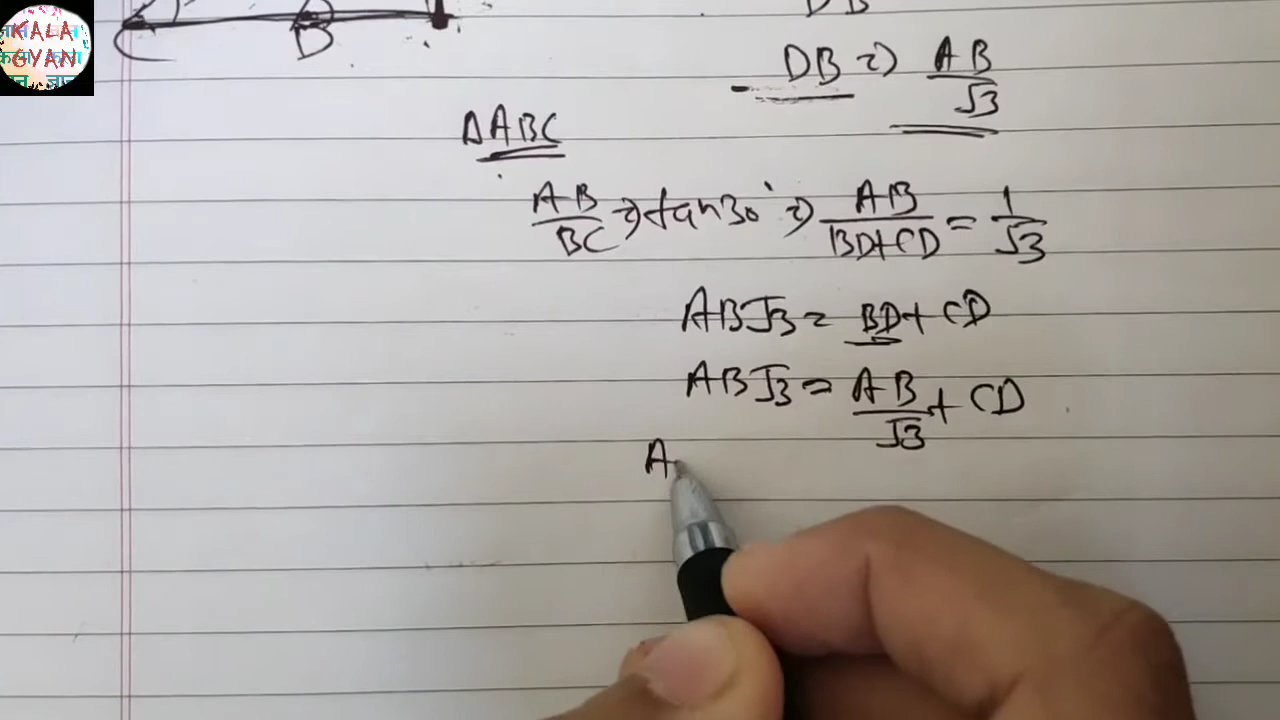 KALA
GYAN
C D
DB => AB/√3
ΔABC
AB/BC => tan30° => AB/BD+CD = 1/√3
AB√3 = BD + CD
AB√3 = AB/√3 + CD
A